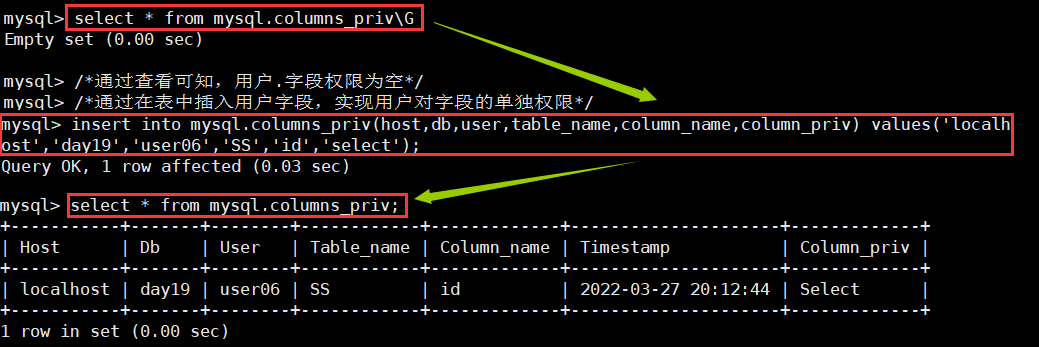 mysql> select * from mysql.columns_priv\G
Empty set (0.00 sec)
mysql> /*通过查看可知，用户.字段权限为空*/
mysql> /*通过在表中插入用户字段，实现用户对字段的单独权限*/
mysql> insert into mysql.columns_priv(host,db,user,table_name,column_name,column_priv) values('localh
ost','day19','user06','SS','id','select');
Query OK, 1 row affected (0.03 sec)
mysql> select * from mysql.columns_priv;
+-----------+-------+--------+------------+-------------+---------------------+-------------+
| Host      | Db    | User   | Table_name | Column_name | Timestamp           | Column_priv |
+-----------+-------+--------+------------+-------------+---------------------+-------------+
| localhost | day19 | user06 | SS         | id          | 2022-03-27 20:12:44 | Select      |
+-----------+-------+--------+------------+-------------+---------------------+-------------+
1 row in set (0.00 sec)